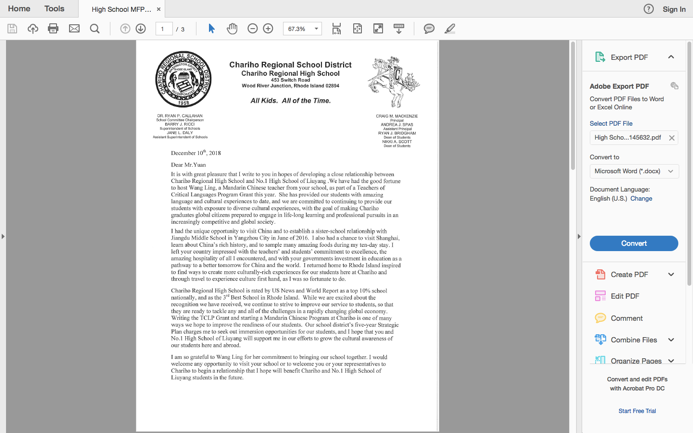 Home Tools High School MFP... × Sign In
1 / 3 67.3%
Chariho Regional School District
Chariho Regional High School
453 Switch Road
Wood River Junction, Rhode Island 02894
All Kids. All of the Time.
1959
DR. RYAN P. CALLAHAN
School Committee Chairperson
BARRY J. RICCI
Superintendent of Schools
JANE L. DALY
Assistant Superintendent of Schools
CRAIG M. MACKENZIE
Principal
ANDREA J. SPAS
Assistant Principal
RYAN J. BRIDGHAM
Dean of Students
NIKKI A. SCOTT
Dean of Students
December 10th, 2018
Dear Mr.Yuan
It is with great pleasure that I write to you in hopes of developing a close relationship between
Chariho Regional High School and No.1 High School of Liuyang .We have had the good fortune
to host Wang Ling, a Mandarin Chinese teacher from your school, as part of a Teachers of
Critical Languages Program Grant this year. She has provided our students with amazing
language and cultural experiences to date, and we are committed to continuing to provide our
students with exposure to diverse cultural experiences, with the goal of making Chariho
graduates global citizens prepared to engage in life-long learning and professional pursuits in an
increasingly competitive and global society.
I had the unique opportunity to visit China and to establish a sister-school relationship with
Jiangdu Middle School in Yangzhou City in June of 2016. I also had a chance to visit Shanghai,
learn about China's rich history, and to sample many amazing foods during my ten-day stay. I
left your country impressed with the teachers' and students' commitment to excellence, the
amazing hospitality of all I encountered, and with your governments investment in education as a
pathway to a better tomorrow for China and the world. I returned home to Rhode Island inspired
to find ways to create more culturally-rich experiences for our students here at Chariho and
through travel to experience culture first hand, as I was so fortunate to do.
Chariho Regional High School is rated by US News and World Report as a top 10% school
nationally, and as the 3rd Best School in Rhode Island. While we are excited about the
recognition we have received, we continue to strive to improve our service to students, so that
they are ready to tackle any and all of the challenges in a rapidly changing global economy.
Writing the TCLP Grant and starting a Mandarin Chinese Program at Chariho is one of many
ways we hope to improve the readiness of our students. Our school district's five-year Strategic
Plan charges me to seek out immersion opportunities for our students, and I hope that you and
No.1 High School of Liuyang will support me in our efforts to grow the cultural awareness of
our students here and abroad.
I am so grateful to Wang Ling for her commitment to bringing our school together. I would
welcome any opportunity to visit your school or to welcome you or your representatives to
Chariho to begin a relationship that I hope will benefit Chariho and No.1 High School of
Liuyang students in the future.
Export PDF
Adobe Export PDF
Convert PDF Files to Word
or Excel Online
Select PDF File
High Scho...145632.pdf
Convert to
Microsoft Word (*.docx)
Document Language:
English (U.S.) Change
Convert
Create PDF
Edit PDF
Comment
Combine Files
Organize Pages
Convert and edit PDFs
with Acrobat Pro DC
Start Free Trial